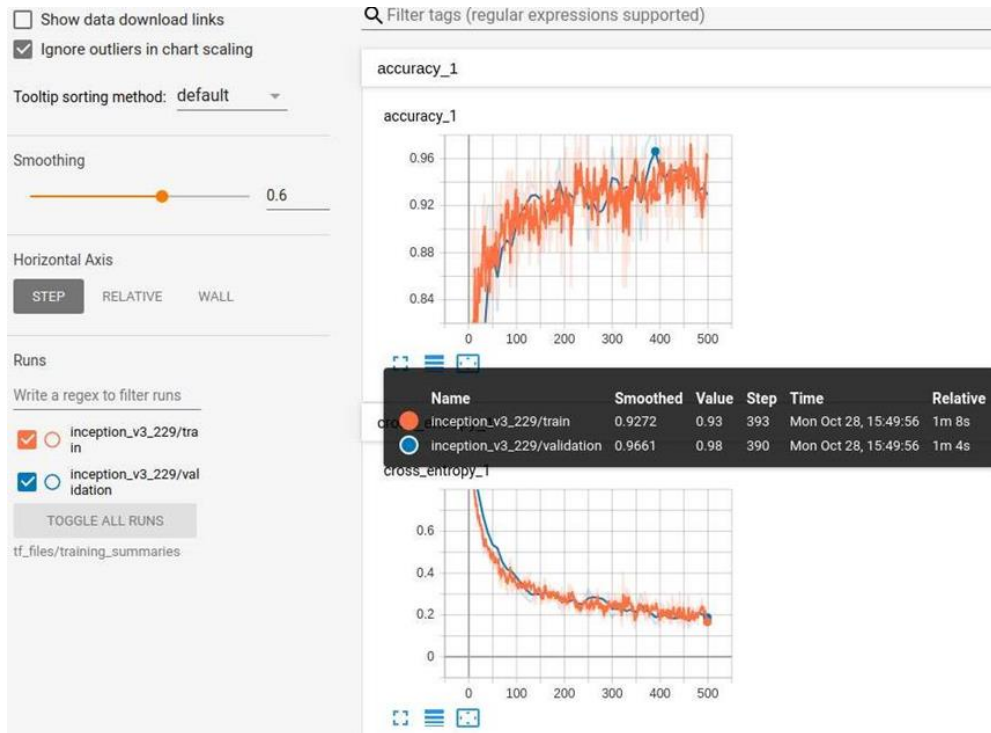 Show data download links
Ignore outliers in chart scaling
Tooltip sorting method: default
Smoothing
0.6
Horizontal Axis
STEP RELATIVE WALL
Runs
Write a regex to filter runs
inception_v3_229/tra
in
inception_v3_229/val
idation
TOGGLE ALL RUNS
tf_files/training_summaries
Filter tags (regular expressions supported)
accuracy_1
accuracy_1
0.96
0.92
0.88
0.84
0 100 200 300 400 500
Name Smoothed Value Step Time Relative
inception_v3_229/train 0.9272 0.93 393 Mon Oct 28, 15:49:56 1m 8s
inception_v3_229/validation 0.9661 0.98 390 Mon Oct 28, 15:49:56 1m 4s
cross_entropy_1
0.6
0.4
0.2
0
0 100 200 300 400 500